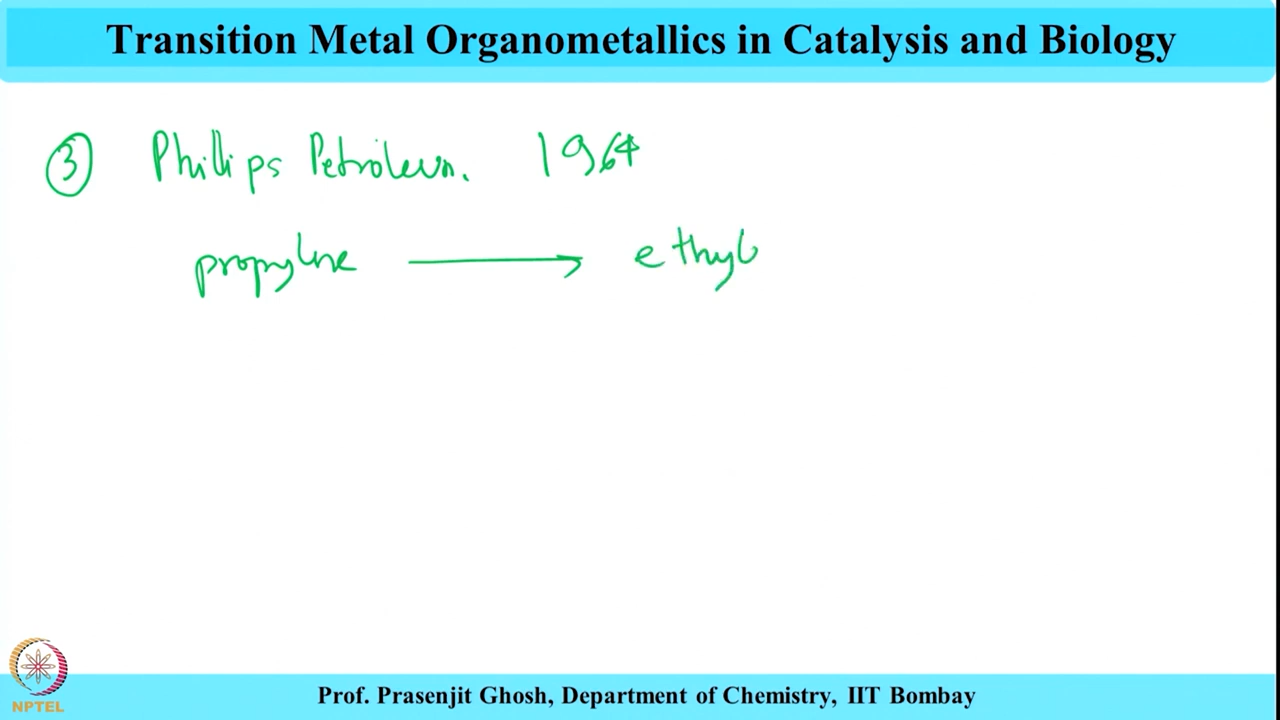 Transition Metal Organometallics in Catalysis and Biology
③ Phillips Petroleum. 1964
propylene → ethyl
NPTEL
Prof. Prasenjit Ghosh, Department of Chemistry, IIT Bombay